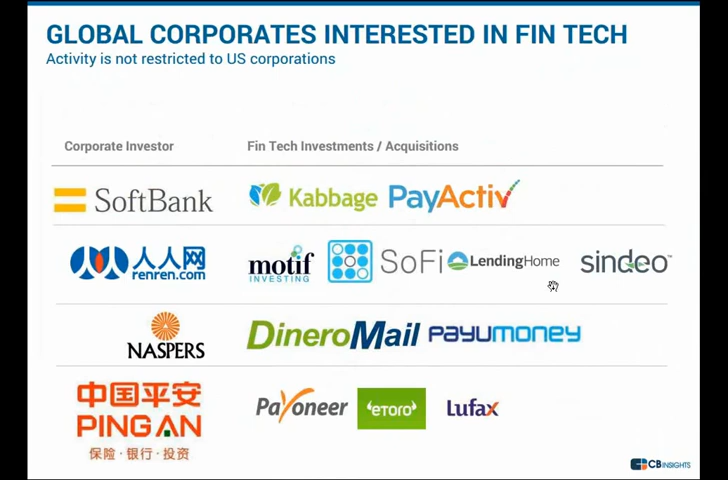 GLOBAL CORPORATES INTERESTED IN FIN TECH
Activity is not restricted to US corporations
Corporate Investor
Fin Tech Investments / Acquisitions
SoftBank
Kabbage
PayActiv
人人网
renren.com
motif
INVESTING
SoFi
LendingHome
sindeo
NASPERS
DineroMail
payumoney
中国平安
PING AN
保险·银行·投资
Payoneer
eToro
Lufax
CBINSIGHTS